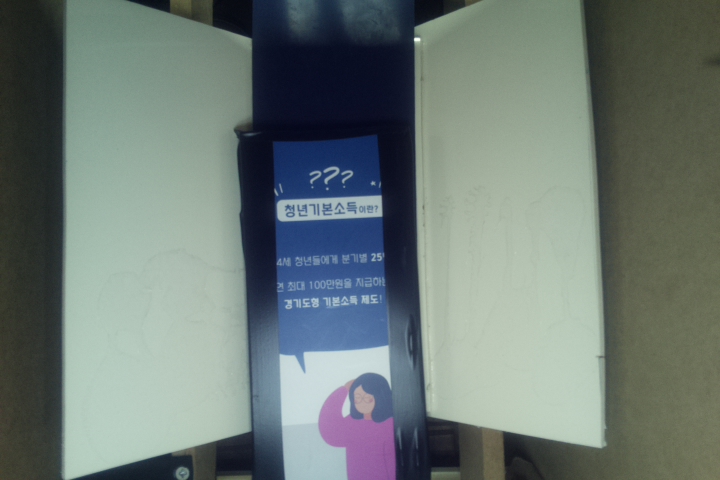 ???
청년기본소득이란?
4세 청년들에게 분기별 25
최대 100만원을 지급하는
경기도형 기본소득 제도!